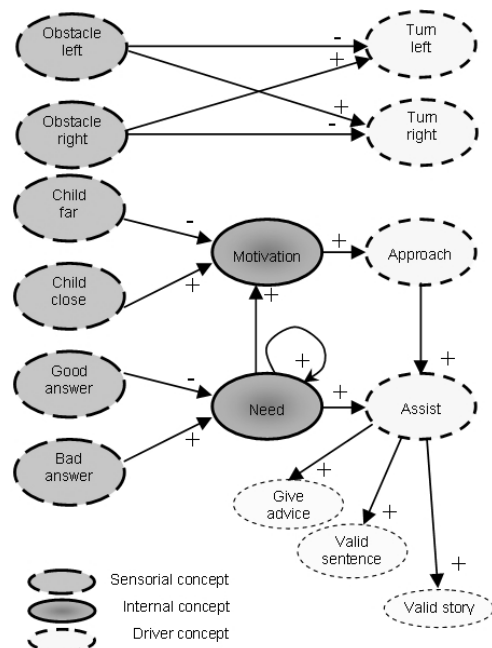 Obstacle
left
-
+
Turn
left
Obstacle
right
+
-
Turn
right
Child
far
-
Motivation
+
Approach
Child
close
+
+
Good
answer
-
+
+
Need
+
Assist
Bad
answer
+
+
Give
advice
+
Valid
sentence
+
Valid story
Sensorial concept
Internal concept
Driver concept